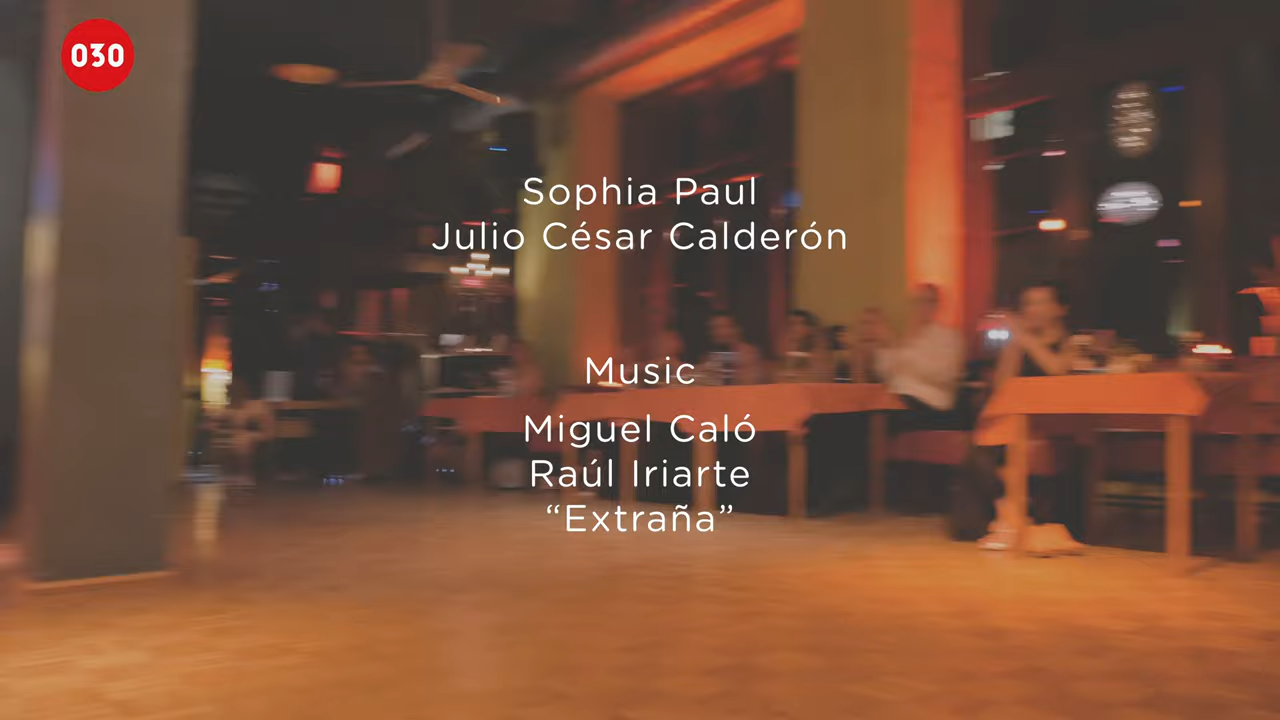 030
Sophia Paul
Julio César Calderón
Music
Miguel Caló
Raúl Iriarte
“Extraña”